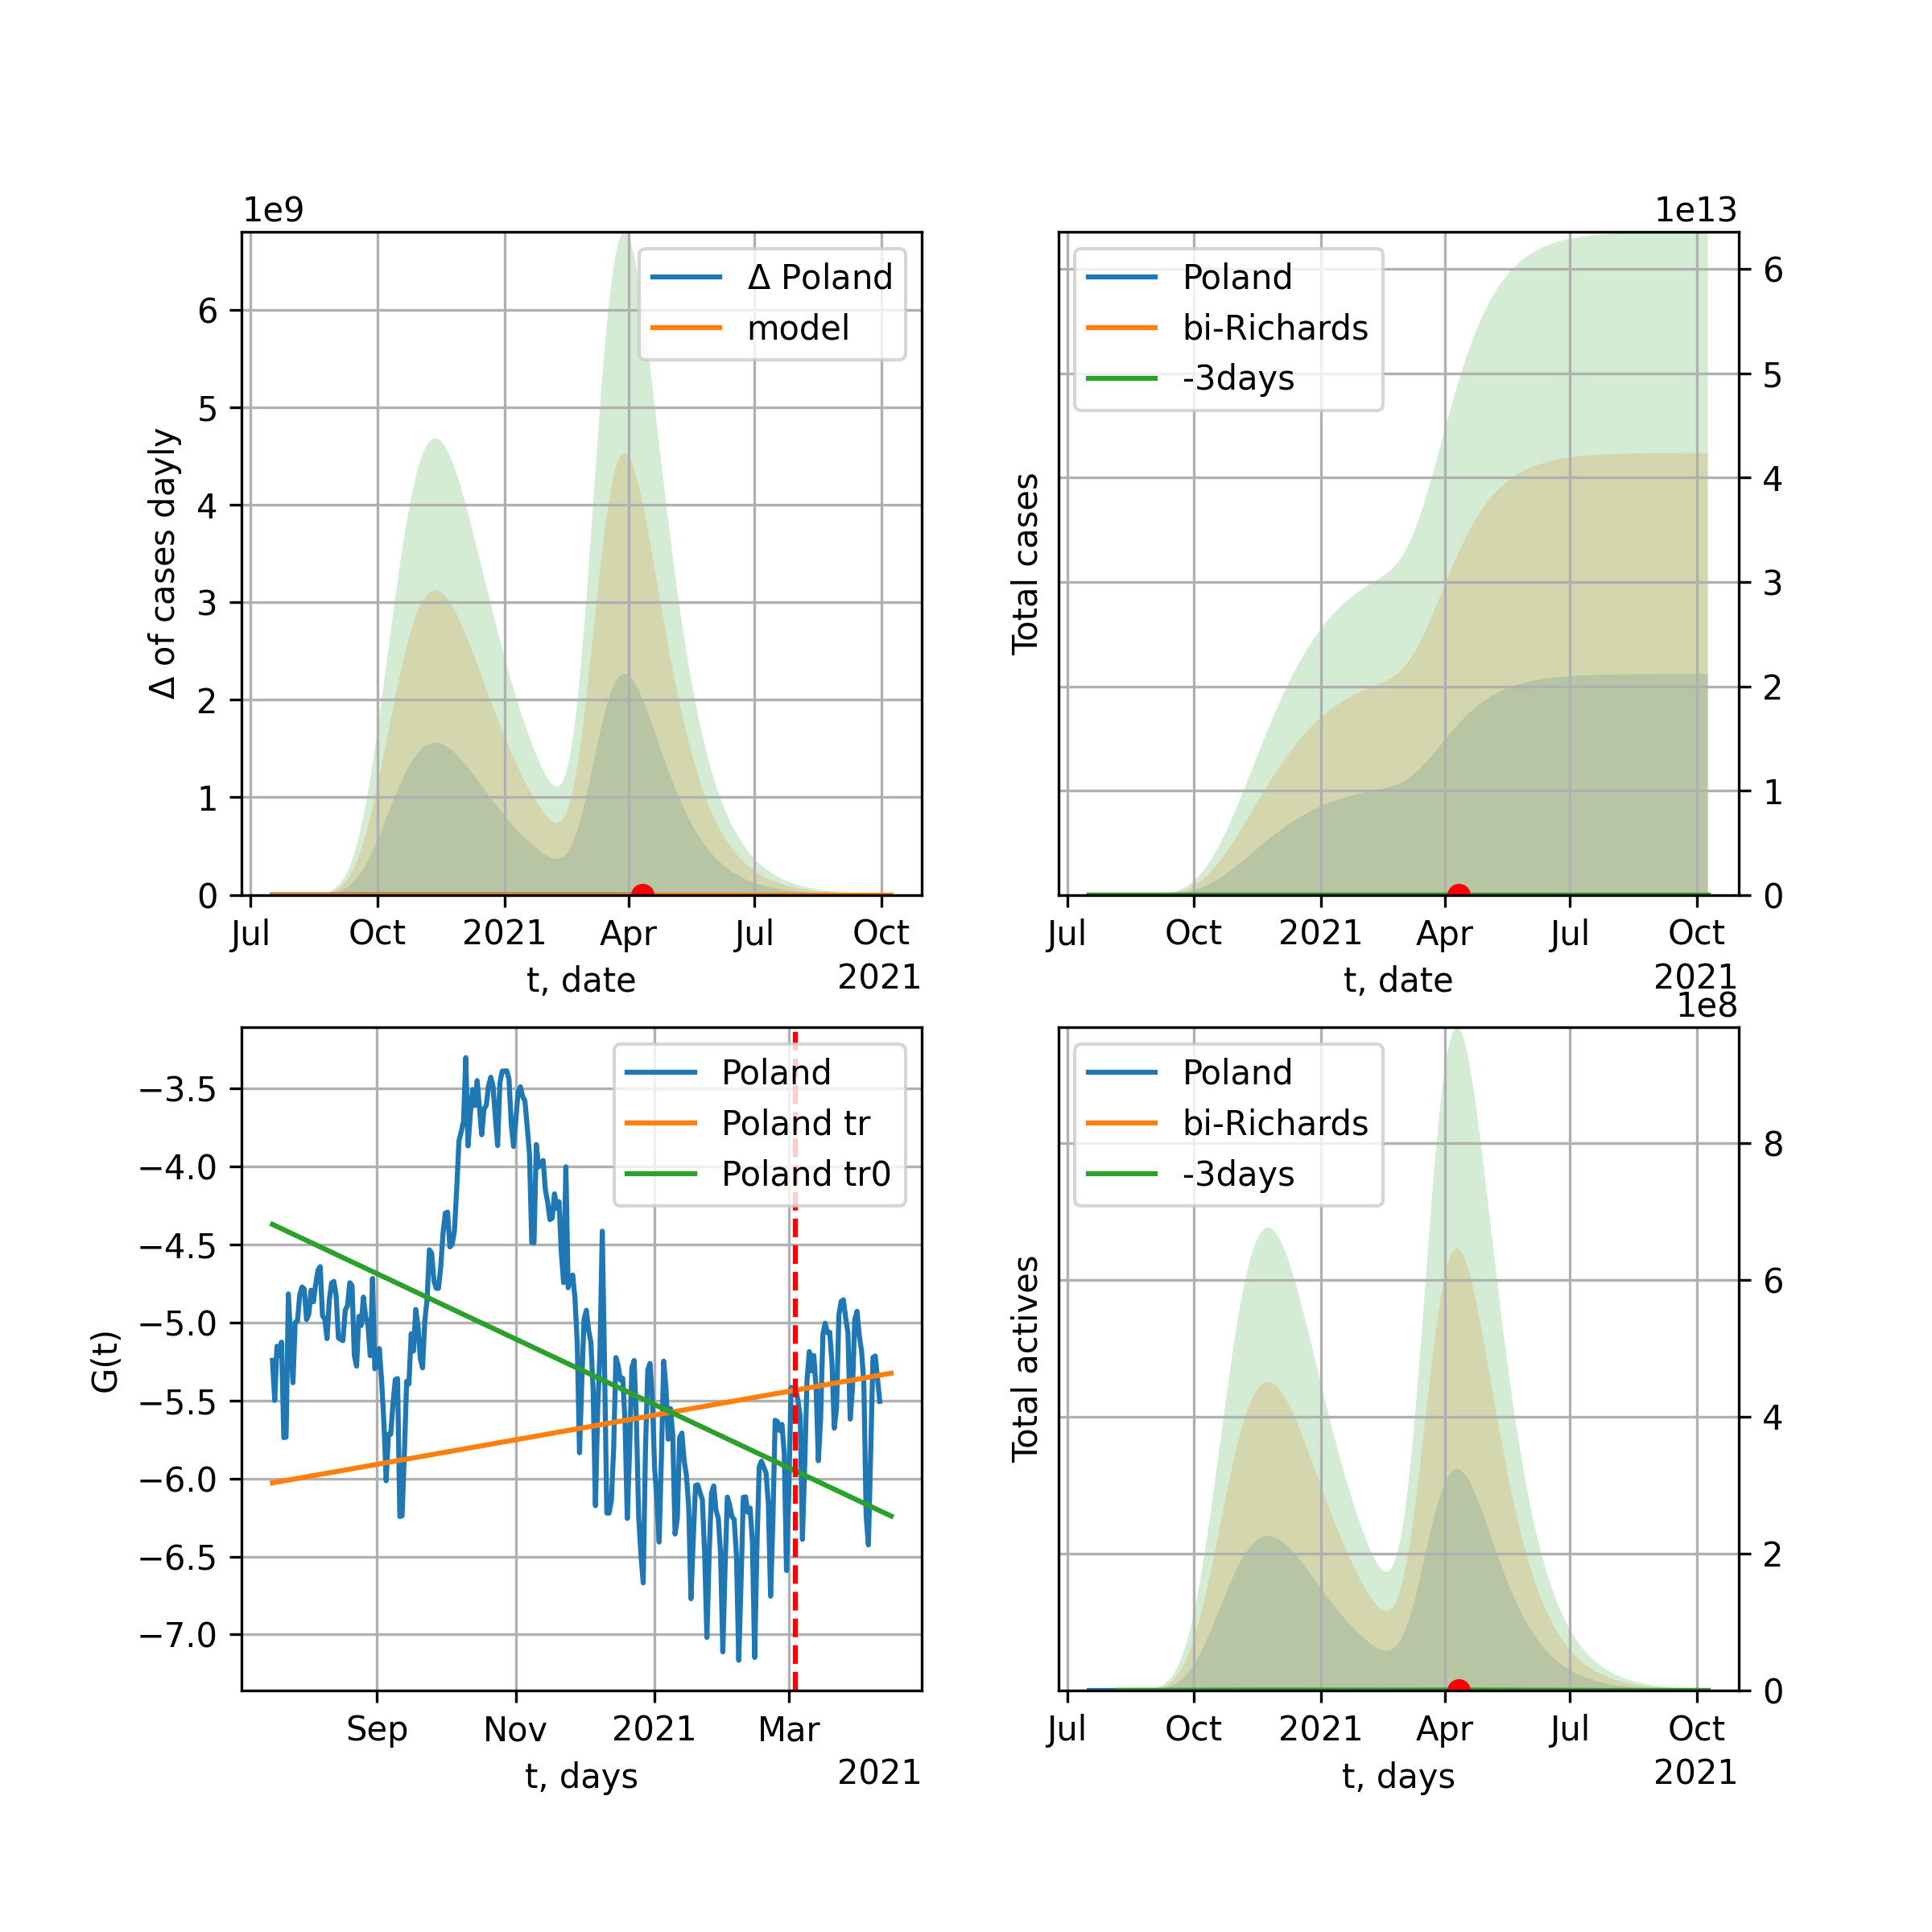 1e9
Δ of cases dayly
6
5
4
3
2
1
0
Δ Poland
model
Jul
Oct
2021
Apr
Jul
Oct
t, date
2021
1e13
Total cases
Poland
bi-Richards
-3days
6
5
4
3
2
1
0
Jul
Oct
2021
Apr
Jul
Oct
t, date
2021
G(t)
−3.5
−4.0
−4.5
−5.0
−5.5
−6.0
−6.5
−7.0
Poland
Poland tr
Poland tr0
Sep
Nov
2021
Mar
t, days
2021
1e8
Total actives
Poland
bi-Richards
-3days
8
6
4
2
0
Jul
Oct
2021
Apr
Jul
Oct
t, days
2021